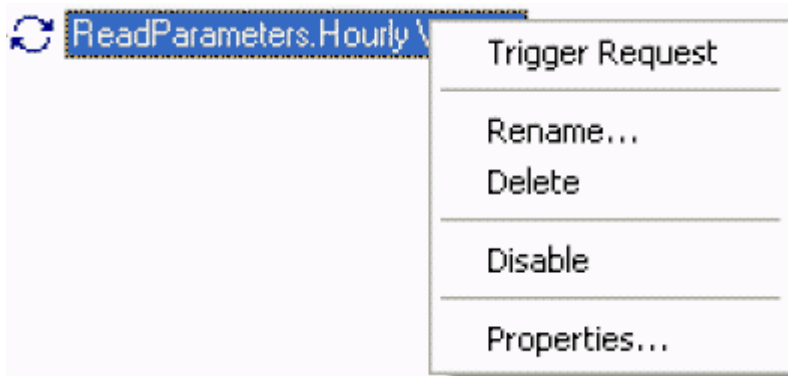 ReadParameters.Hourly
Trigger Request
Rename...
Delete
Disable
Properties...